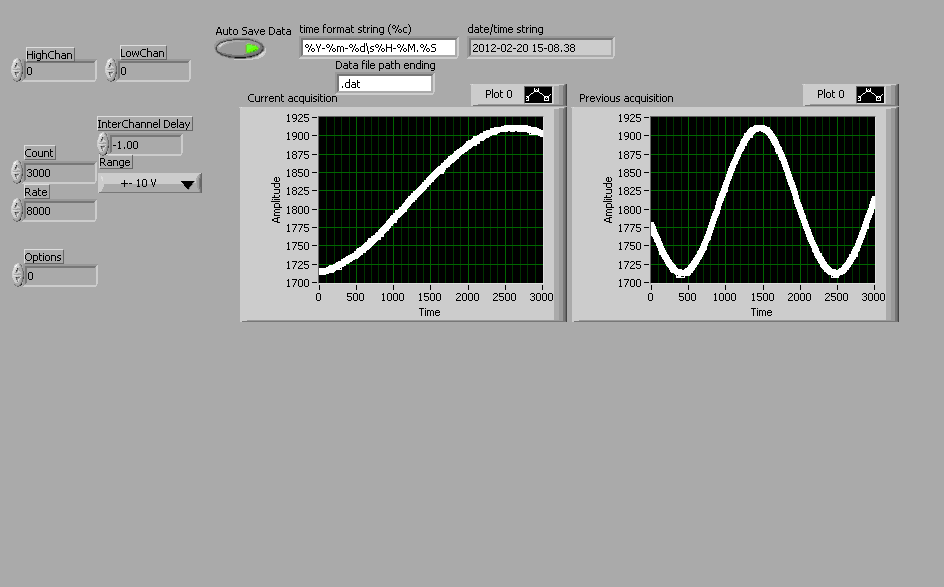 Auto Save Data
time format string (%c)
%Y-%m-%d\s%H-%M.%S
date/time string
2012-02-20 15-08.38
HighChan
0
LowChan
0
Data file path ending
.dat
InterChannel Delay
-1.00
Count
3000
Range
+- 10 V
Rate
8000
Options
0
Current acquisition
Plot 0
Amplitude
1925
1900
1875
1850
1825
1800
1775
1750
1725
1700
0 500 1000 1500 2000 2500 3000
Time
Previous acquisition
Plot 0
Amplitude
1925
1900
1875
1850
1825
1800
1775
1750
1725
1700
0 500 1000 1500 2000 2500 3000
Time